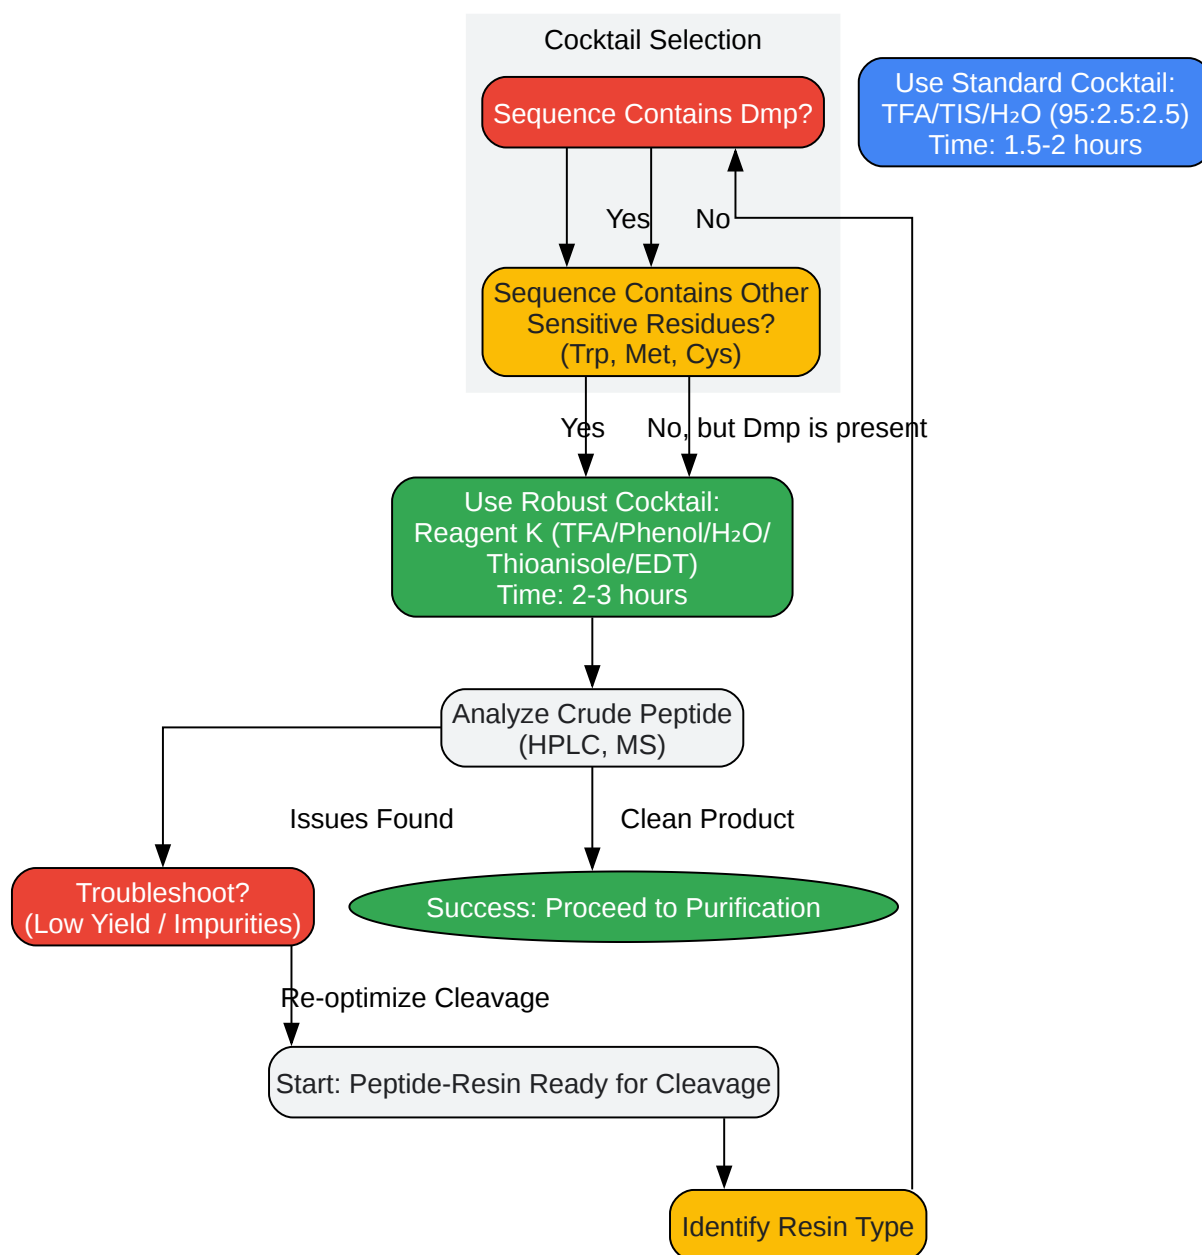 Cocktail Selection
Sequence Contains Dmp?
Use Standard Cocktail:
TFA/TIS/H₂O (95:2.5:2.5)
Time: 1.5-2 hours
Yes
No
Sequence Contains Other
Sensitive Residues?
(Trp, Met, Cys)
Yes
No, but Dmp is present
Use Robust Cocktail:
Reagent K (TFA/Phenol/H₂O/
Thioanisole/EDT)
Time: 2-3 hours
Analyze Crude Peptide
(HPLC, MS)
Issues Found
Clean Product
Troubleshoot?
(Low Yield / Impurities)
Success: Proceed to Purification
Re-optimize Cleavage
Start: Peptide-Resin Ready for Cleavage
Identify Resin Type